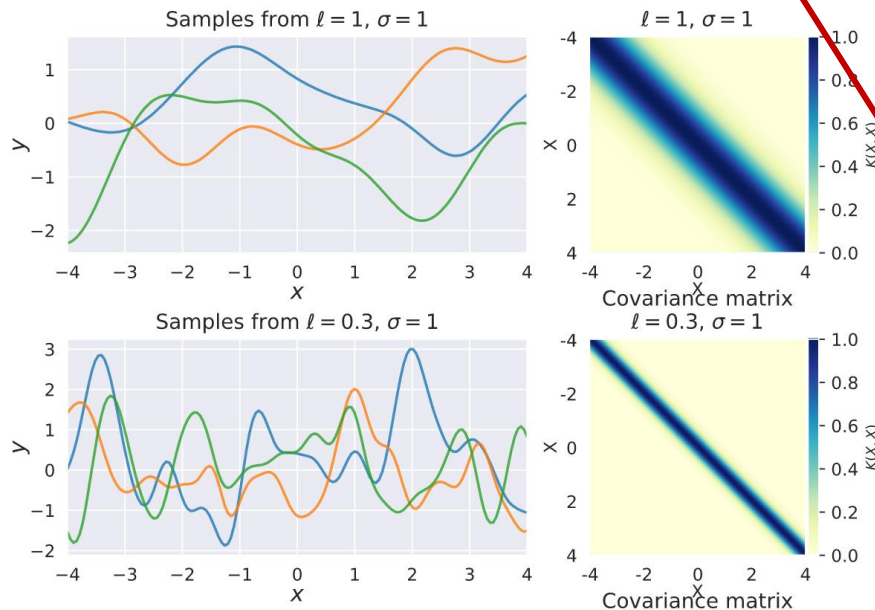 Samples from ℓ = 1, σ = 1
ℓ = 1, σ = 1
1
0
−1
−2
y
−4 −3 −2 −1 0 1 2 3 4
x
-4
-2
0
2
4
X
-4 -2 0 2 4
X
1.0
0.8
0.6
0.4
0.2
0.0
K(X, X)
Covariance matrix
Samples from ℓ = 0.3, σ = 1
ℓ = 0.3, σ = 1
3
2
1
0
−1
−2
y
−4 −3 −2 −1 0 1 2 3 4
x
-4
-2
0
2
4
X
-4 -2 0 2 4
X
1.0
0.8
0.6
0.4
0.2
0.0
K(X, X)
Covariance matrix